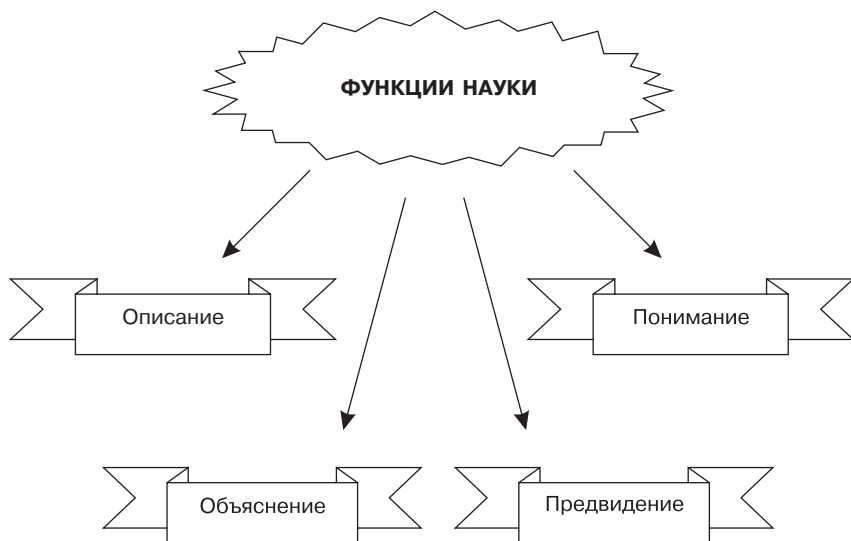 ФУНКЦИИ НАУКИ
Описание
Понимание
Объяснение
Предвидение